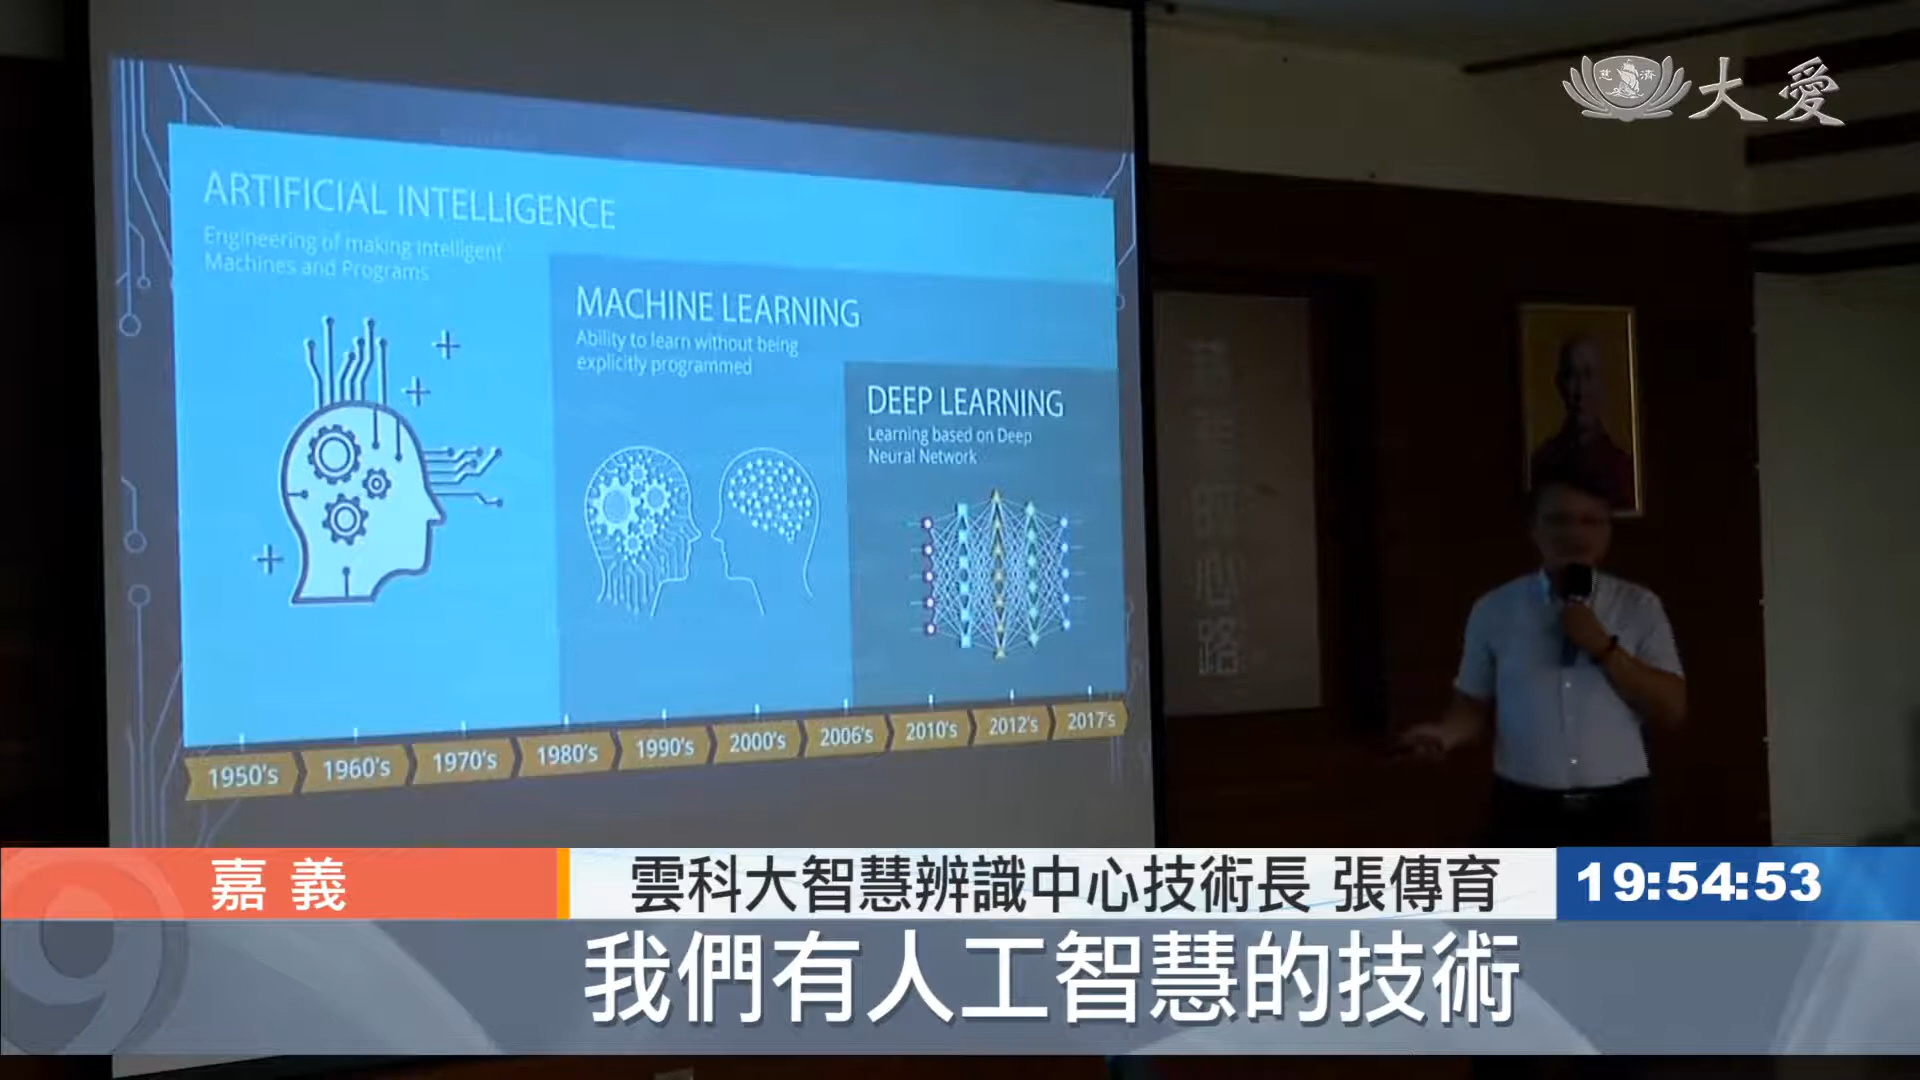 慈濟
大愛
ARTIFICIAL INTELLIGENCE
Engineering of making Intelligent
Machines and Programs
MACHINE LEARNING
Ability to learn without being
explicitly programmed
DEEP LEARNING
Learning based on Deep
Neural Network
1950's
1960's
1970's
1980's
1990's
2000's
2006's
2010's
2012's
2017's
嘉義
雲科大智慧辨識中心技術長 張傳育
19:54:53
我們有人工智慧的技術